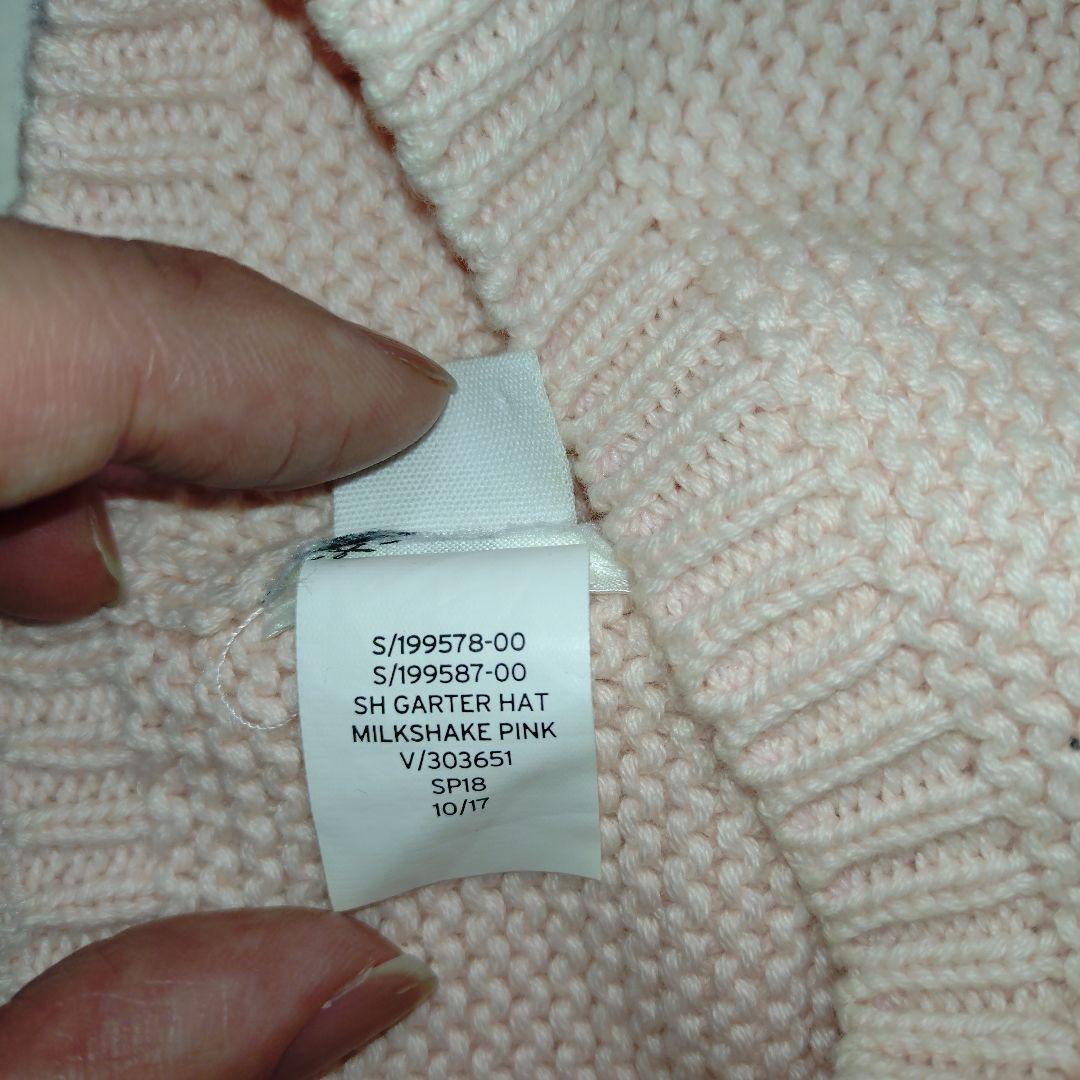 S/199578-00
S/199587-00
SH GARTER HAT
MILKSHAKE PINK
V/303651
SP18
10/17